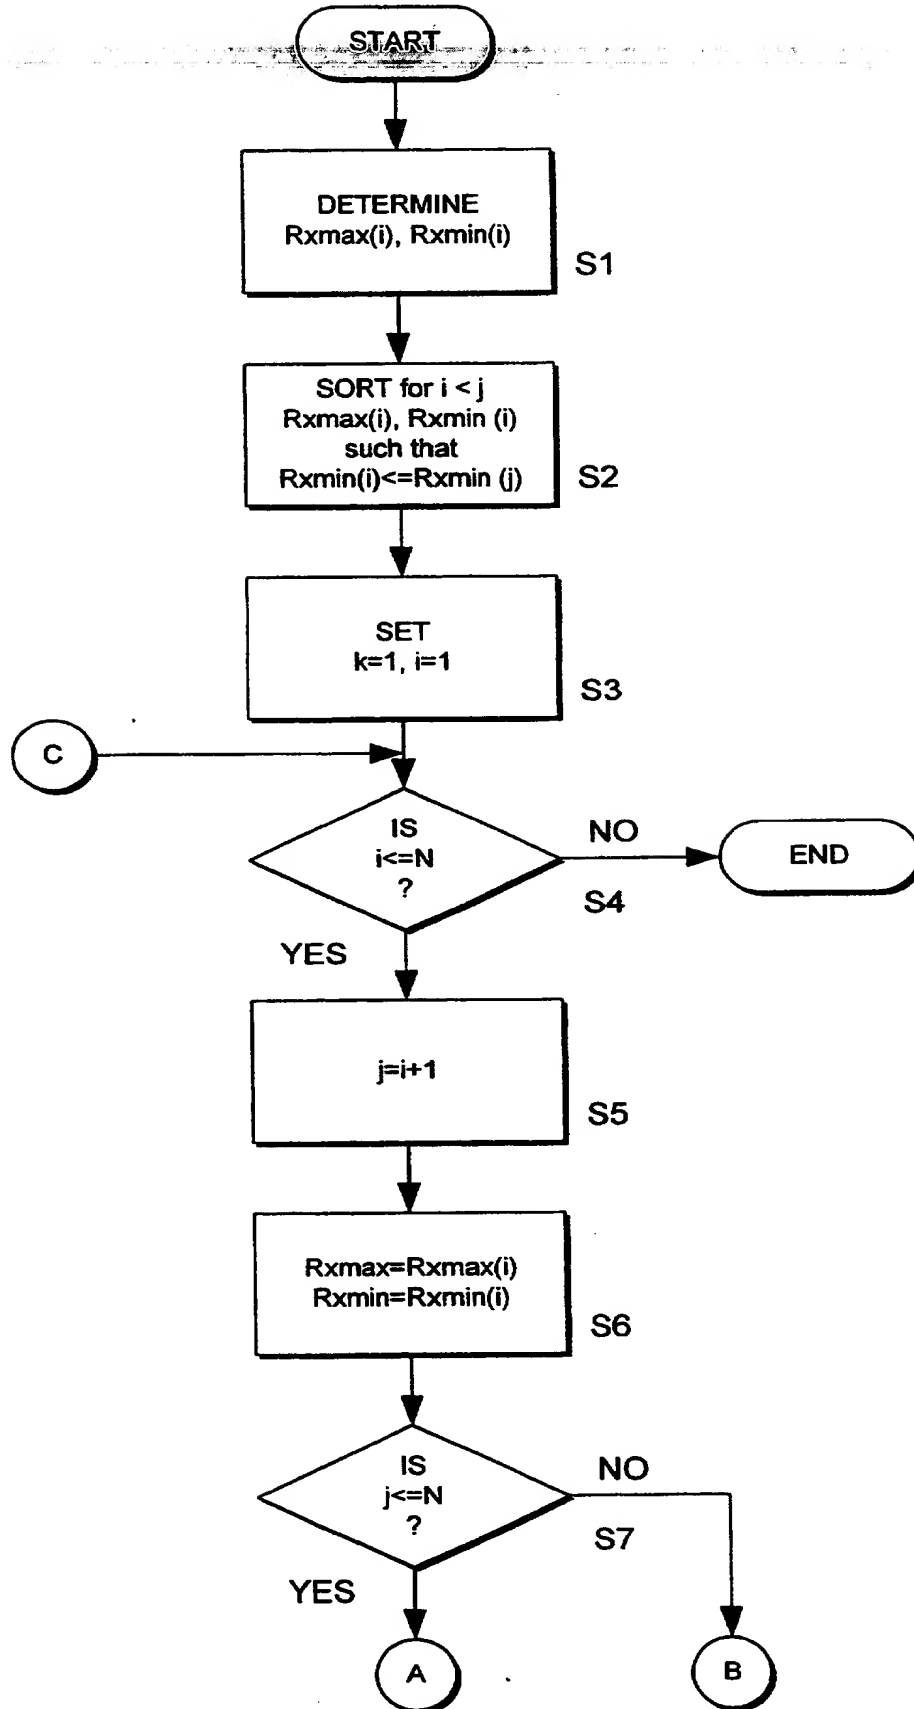 START
DETERMINE
Rxmax(i), Rxmin(i)
S1
SORT for i < j
Rxmax(i), Rxmin (i)
such that
Rxmin(i)<=Rxmin (j)
S2
SET
k=1, i=1
S3
C
IS
i<=N
?
NO
END
S4
YES
j=i+1
S5
Rxmax=Rxmax(i)
Rxmin=Rxmin(i)
S6
IS
j<=N
?
NO
S7
YES
A
B